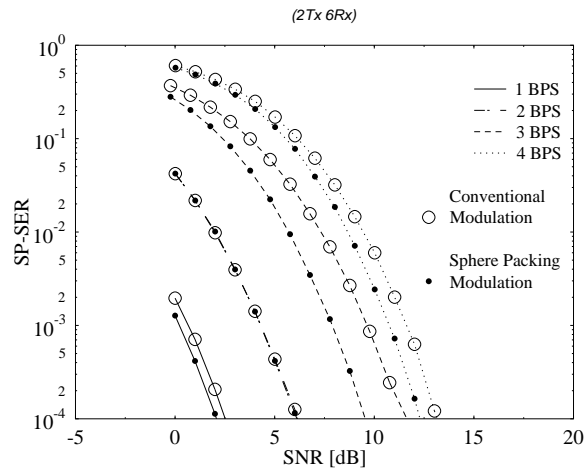 (2Tx 6Rx)
10^0
5
2
10^-1
5
2
10^-2
5
2
10^-3
5
2
10^-4
SP-SER
-5
0
5
10
15
20
SNR [dB]
1 BPS
2 BPS
3 BPS
4 BPS
Conventional
Modulation
Sphere Packing
Modulation